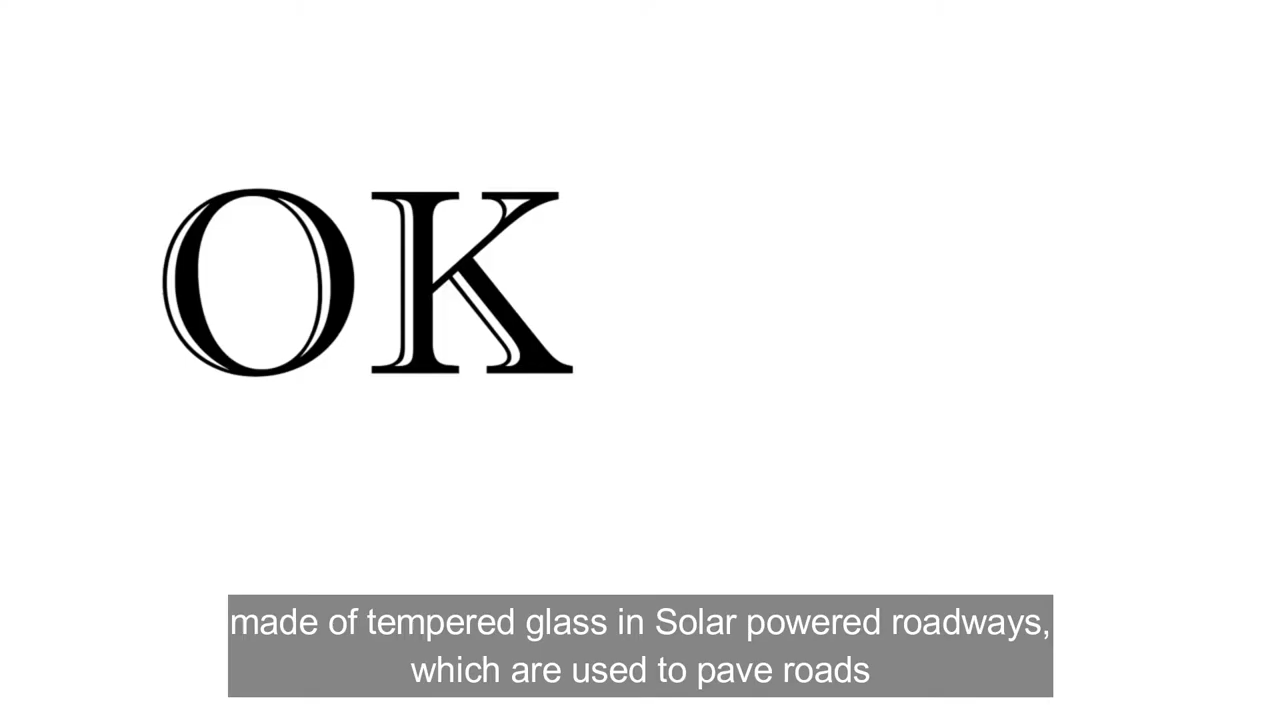 OK
made of tempered glass in Solar powered roadways,
which are used to pave roads